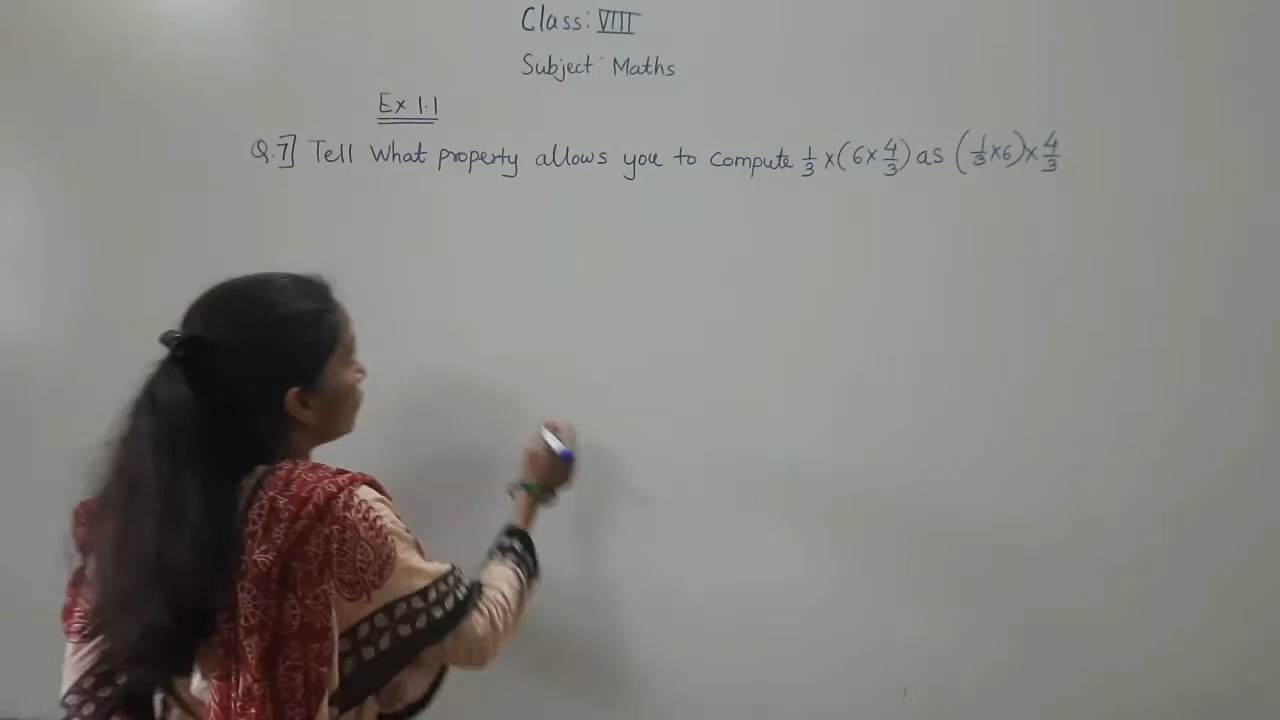 Class: VIII
Subject: Maths
Ex 1.1
Q.7] Tell What property allows you to compute 1/3 ×(6×4/3) as (1/3×6)×4/3